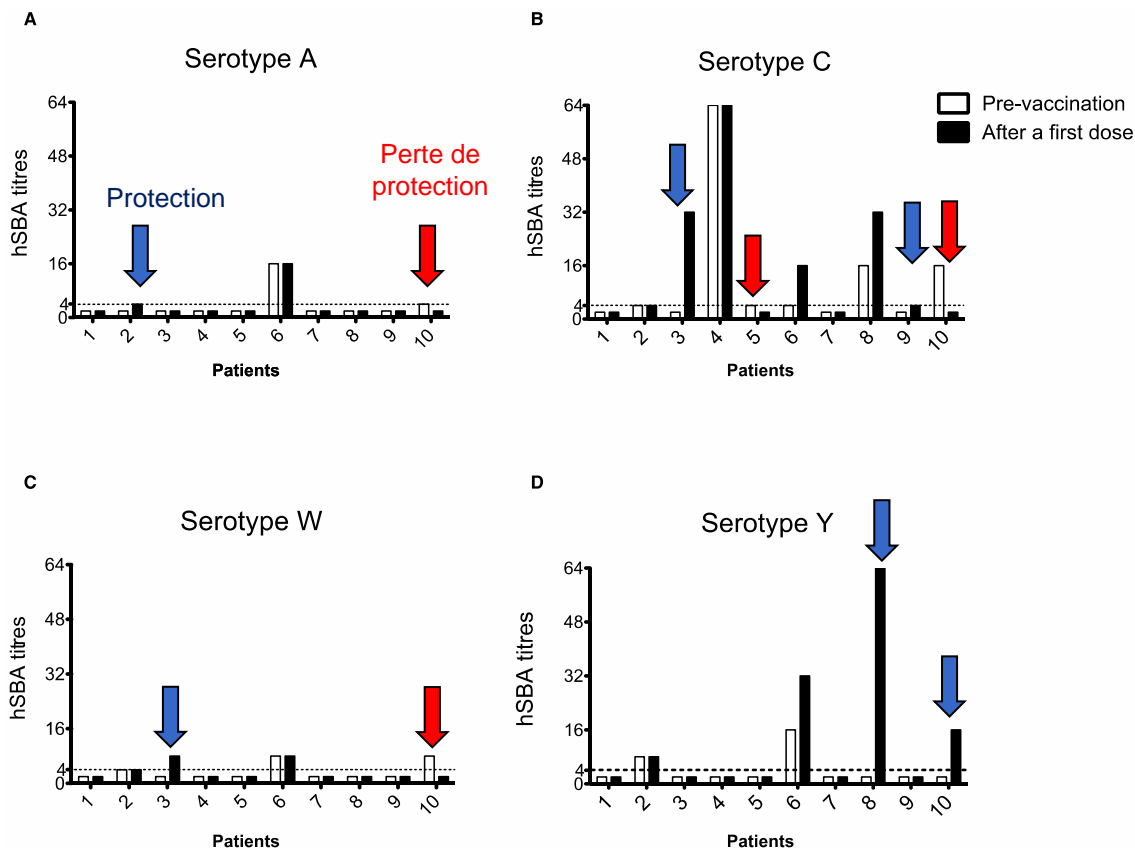 A
Serotype A
hSBA titres
64
48
32
16
4
0
Protection
Perte de
protection
1 2 3 4 5 6 7 8 9 10
Patients
B
Serotype C
Pre-vaccination
After a first dose
hSBA titres
64
48
32
16
4
0
1 2 3 4 5 6 7 8 9 10
Patients
C
Serotype W
hSBA titres
64
48
32
16
4
0
1 2 3 4 5 6 7 8 9 10
Patients
D
Serotype Y
hSBA titres
64
48
32
16
4
0
1 2 3 4 5 6 7 8 9 10
Patients